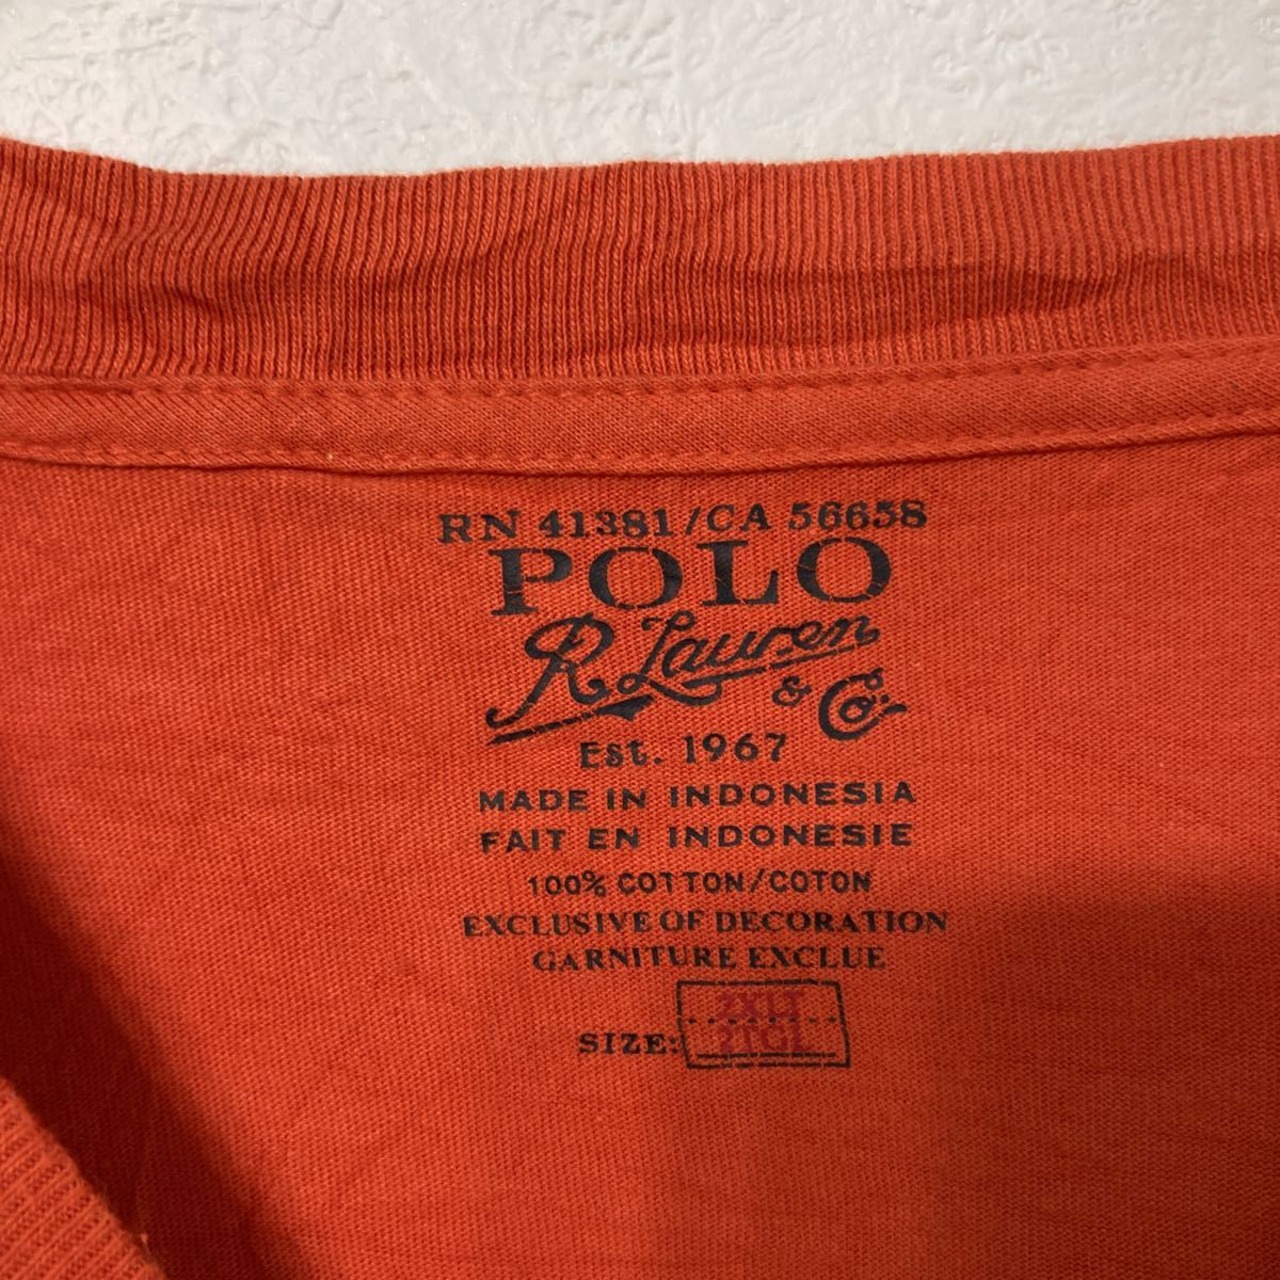 RN 41381/CA 56658
POLO
R. Lauren
& Co.
Est. 1967
MADE IN INDONESIA
FAIT EN INDONESIE
100% COTTON/COTON
EXCLUSIVE OF DECORATION
GARNITURE EXCLUE
2XLT
SIZE: 2TGL